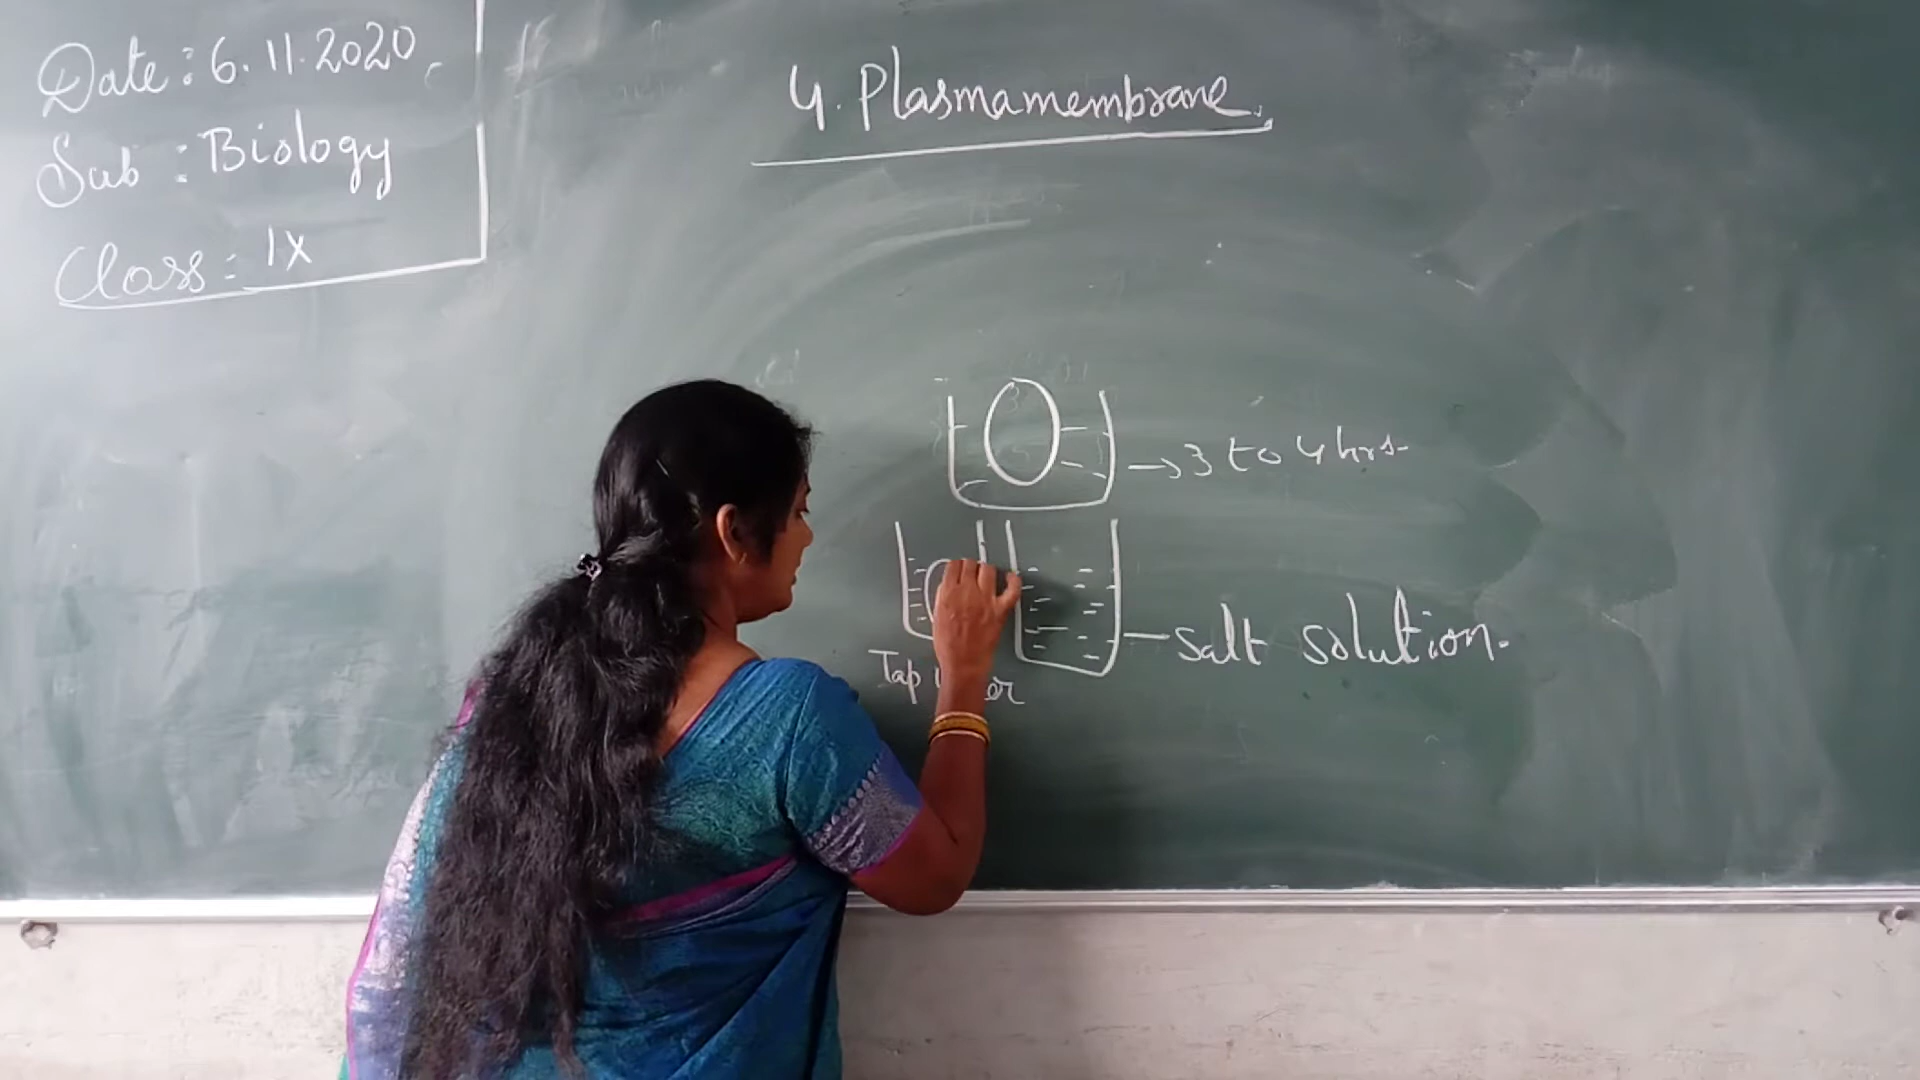 Date : 6.11.2020
Sub : Biology
Class : IX
4. Plasmamembrane.
→ 3 to 4 hrs.
salt solution.
Tap